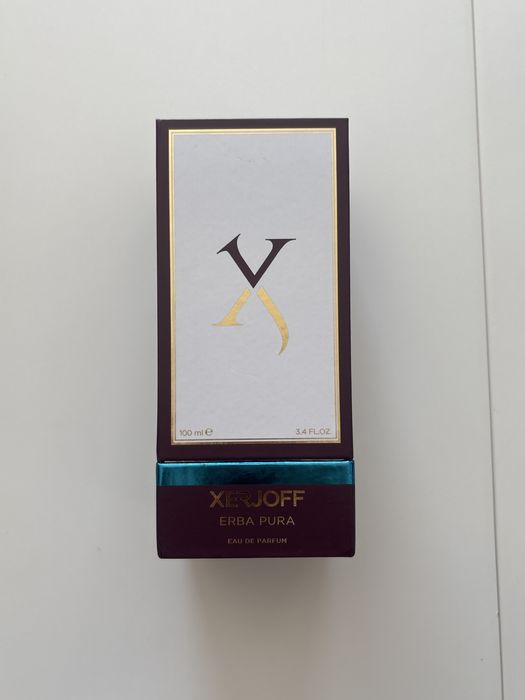 X
100 ml ℮
3.4 FL.OZ.
XERJOFF
ERBA PURA
EAU DE PARFUM